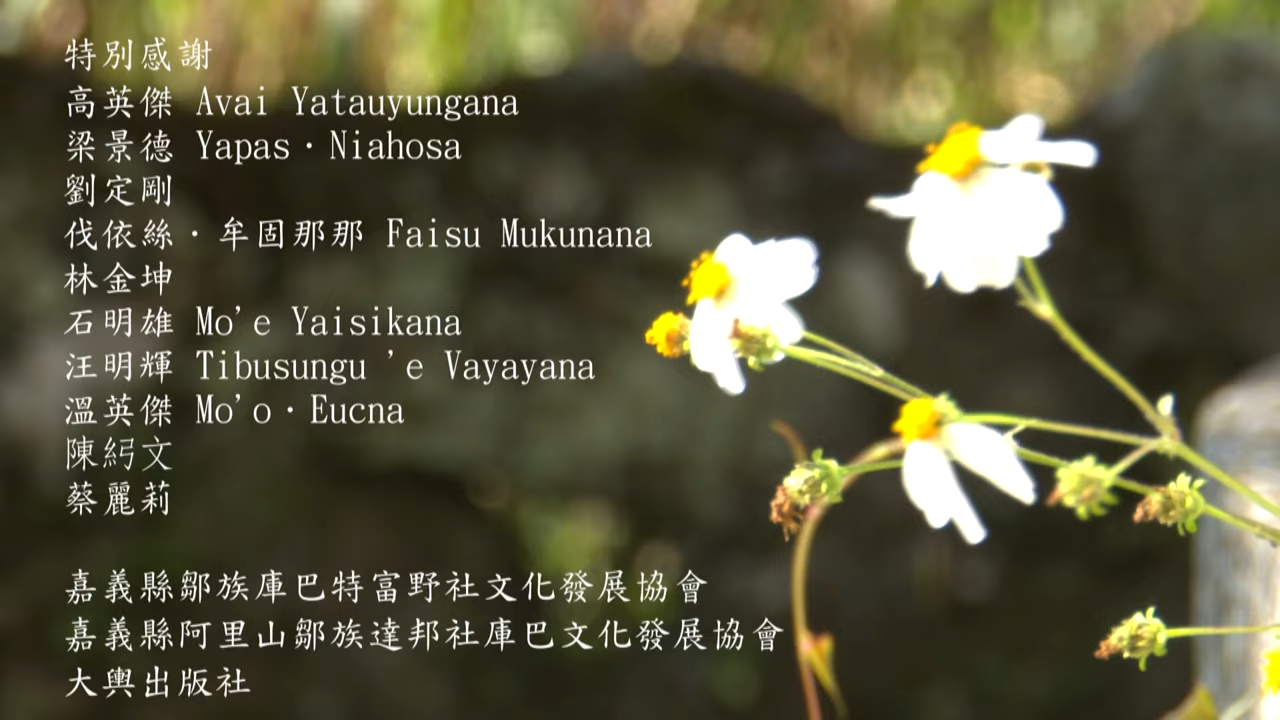 特別感謝
高英傑 Avai Yatauyungana
梁景德 Yapas·Niahosa
劉定剛
伐依絲·牟固那那 Faisu Mukunana
林金坤
石明雄 Mo'e Yaisikana
汪明輝 Tibusungu 'e Vayayana
溫英傑 Mo'o·Eucna
陳紆文
蔡麗莉
嘉義縣鄒族庫巴特富野社文化發展協會
嘉義縣阿里山鄒族達邦社庫巴文化發展協會
大輿出版社